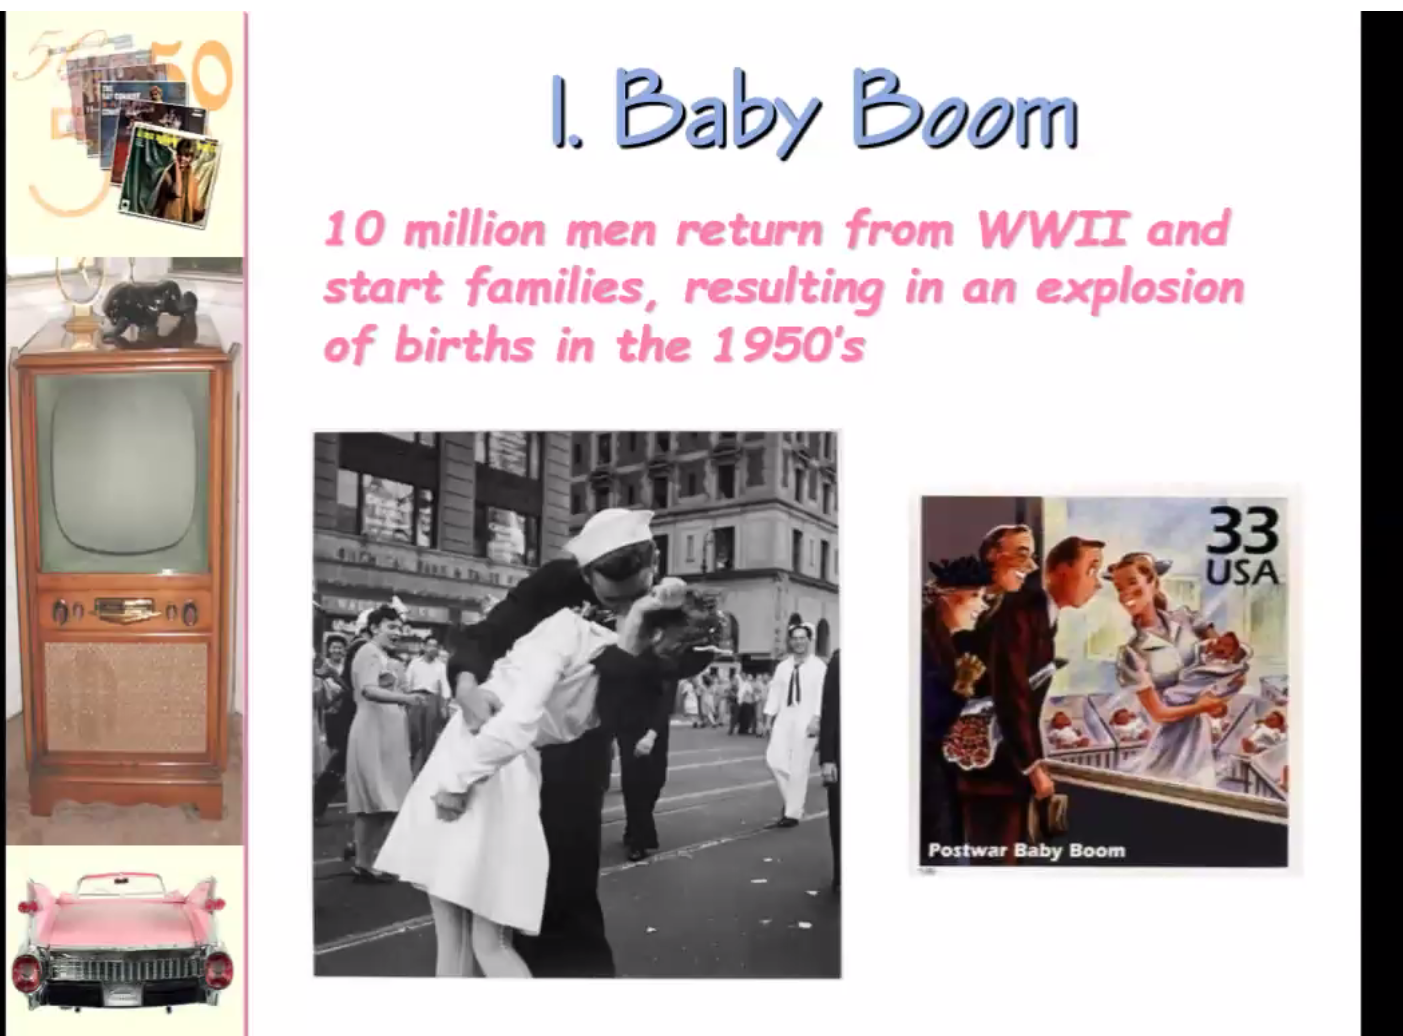 50
I. Baby Boom
10 million men return from WWII and
start families, resulting in an explosion
of births in the 1950's
33
USA
Postwar Baby Boom